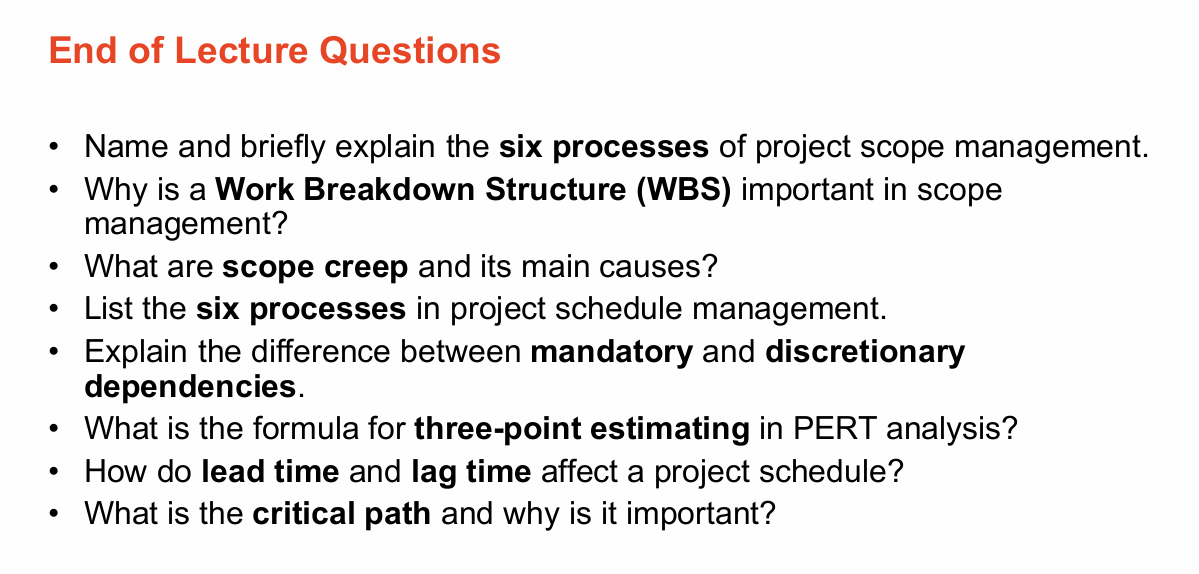 End of Lecture Questions
• Name and briefly explain the six processes of project scope management.
• Why is a Work Breakdown Structure (WBS) important in scope
management?
• What are scope creep and its main causes?
• List the six processes in project schedule management.
• Explain the difference between mandatory and discretionary
dependencies.
• What is the formula for three-point estimating in PERT analysis?
• How do lead time and lag time affect a project schedule?
• What is the critical path and why is it important?